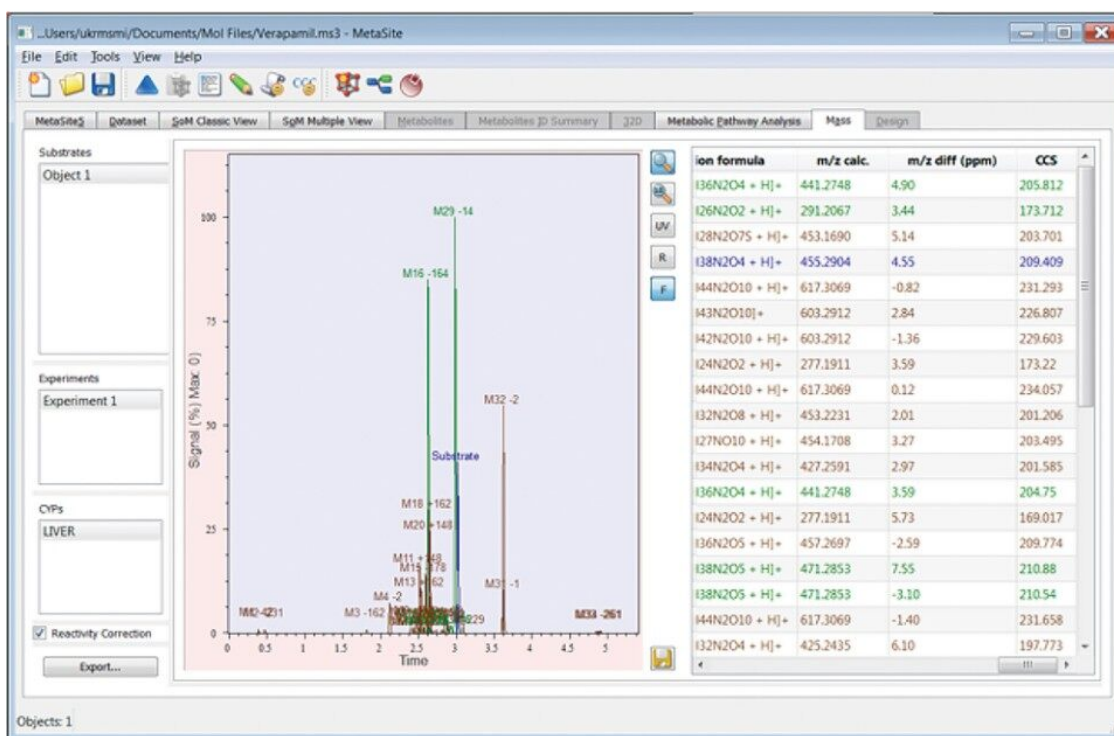 ...Users/ukrmsmi/Documents/Mol Files/Verapamil.ms3 - MetaSite
File Edit Tools View Help
MetaSite5 Dataset SoM Classic View SoM Multiple View Metabolites Metabolites ID Summary Metabolic Pathway Analysis Mass Design
Substrates
Object 1
Experiments
Experiment 1
CYPs
LIVER
Reactivity Correction
Export...
Signal (%) Max: 0)
100
75
50
25
0
M29 -14
M16 -164
M32 -2
Substrate
M18 +162
M20 +148
M11 +148
M13
M31 -1
M4 -2
M3 -162
0 0.5 1 1.5 2 2.5 3 3.5 4 4.5 5
Time
UV
R
F
ion formula m/z calc. m/z diff (ppm) CCS
I36N2O4 + H]+ 441.2748 4.90 205.812
I26N2O2 + H]+ 291.2067 3.44 173.712
I28N2O7S + H]+ 453.1690 5.14 203.701
I38N2O4 + H]+ 455.2904 4.55 209.409
I44N2O10 + H]+ 617.3069 -0.82 231.293
I43N2O10]+ 603.2912 2.84 226.807
I42N2O10 + H]+ 603.2912 -1.36 229.603
I24N2O2 + H]+ 277.1911 3.59 173.22
I44N2O10 + H]+ 617.3069 0.12 234.057
I32N2O8 + H]+ 453.2231 2.01 201.206
I27NO10 + H]+ 454.1708 3.27 203.495
I34N2O4 + H]+ 427.2591 2.97 201.585
I36N2O4 + H]+ 441.2748 3.59 204.75
I24N2O2 + H]+ 277.1911 5.73 169.017
I36N2O5 + H]+ 457.2697 -2.59 209.774
I38N2O5 + H]+ 471.2853 7.55 210.88
I38N2O5 + H]+ 471.2853 -3.10 210.54
I44N2O10 + H]+ 617.3069 -1.40 231.658
I32N2O4 + H]+ 425.2435 6.10 197.773
Objects: 1